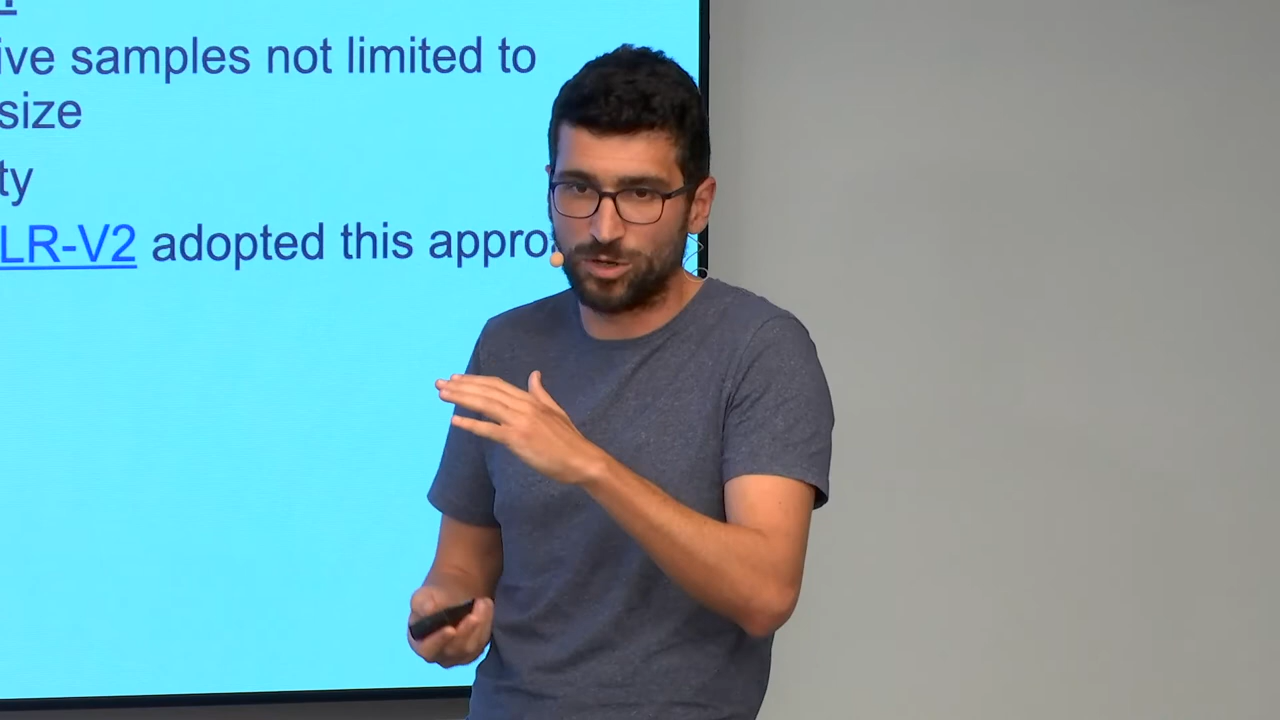 ive samples not limited to
size
ty
LR-V2 adopted this appro